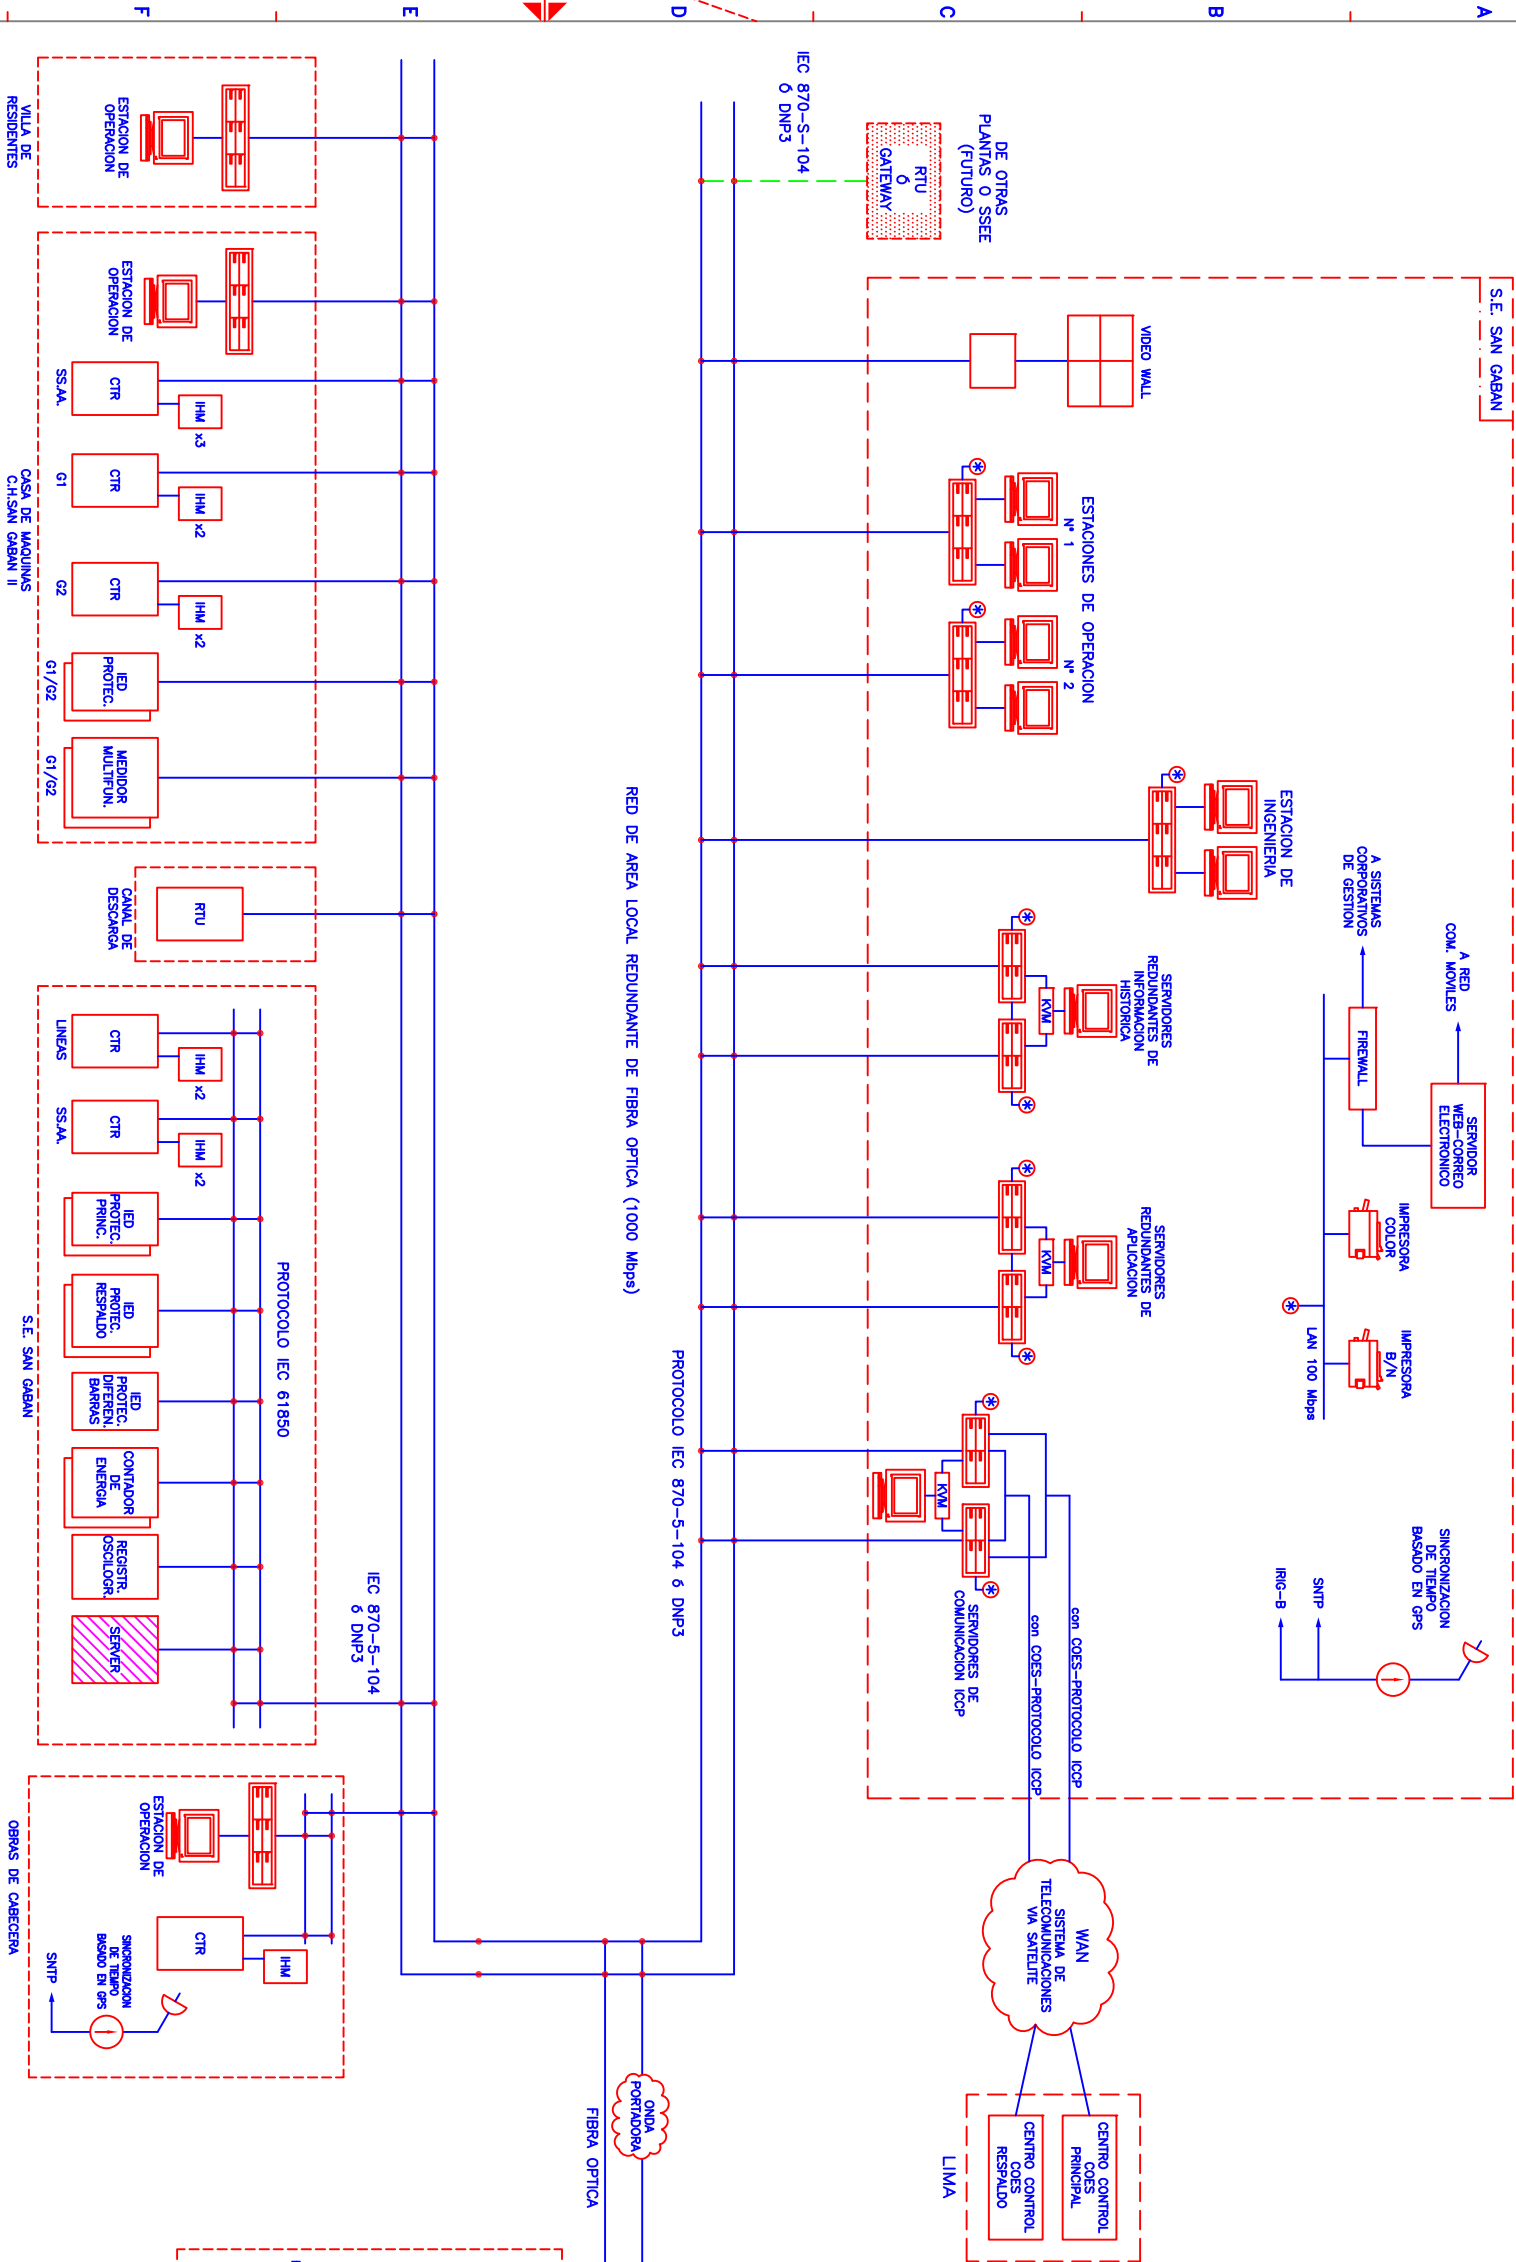 A
B
C
D
E
F
S.E. SAN GABAN
DE OTRAS
PLANTAS O SSEE
(FUTURO)
RTU
Ó
GATEWAY
IEC 870-S-104
Ó DNP3
VIDEO WALL
ESTACIONES DE OPERACION
N° 1
N° 2
ESTACION DE
INGENIERIA
A SISTEMAS
CORPORATIVOS
DE GESTION
A RED
COM. MOVILES
FIREWALL
SERVIDOR
WEB-CORREO
ELECTRONICO
IMPRESORA
COLOR
IMPRESORA
B/N
LAN 100 Mbps
SERVIDORES
REDUNDANTES DE
INFORMACION
HISTORICA
KVM
SERVIDORES
REDUNDANTES DE
APLICACION
KVM
KVM
SERVIDORES DE
COMUNICACION ICCP
con COES-PROTOCOLO ICCP
con COES-PROTOCOLO ICCP
SINCRONIZACION
DE TIEMPO
BASADO EN GPS
SNTP
IRIG-B
WAN
SISTEMA DE
TELECOMUNICACIONES
VIA SATELITE
CENTRO CONTROL
COES
PRINCIPAL
CENTRO CONTROL
COES
RESPALDO
LIMA
RED DE AREA LOCAL REDUNDANTE DE FIBRA OPTICA (1000 Mbps)
PROTOCOLO IEC 870-5-104 ó DNP3
ONDA
PORTADORA
FIBRA OPTICA
ESTACION DE
OPERACION
VILLA DE
RESIDENTES
ESTACION DE
OPERACION
CTR
IHM
x3
SS.AA.
CTR
IHM
x2
G1
CTR
IHM
x2
G2
IED
PROTEC.
G1/G2
MEDIDOR
MULTIFUN.
G1/G2
CASA DE MAQUINAS
C.H.SAN GABAN II
RTU
CANAL DE
DESCARGA
PROTOCOLO IEC 61850
CTR
IHM
x2
LINEAS
CTR
IHM
x2
SS.AA.
IED
PROTEC.
PRINC.
IED
PROTEC.
RESPALDO
IED
PROTEC.
DIFEREN.
BARRAS
CONTADOR
DE
ENERGIA
REGISTR.
OSCILOGR.
SERVER
S.E. SAN GABAN
IEC 870-5-104
ó DNP3
ESTACION DE
OPERACION
CTR
IHM
SINCRONIZACION
DE TIEMPO
BASADO EN GPS
SNTP
OBRAS DE CABECERA